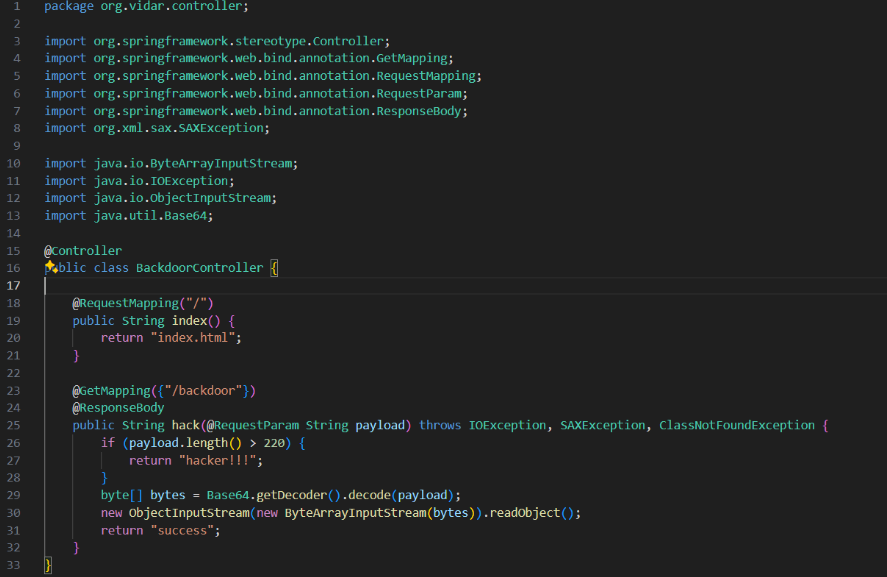 1 package org.vidar.controller;
2
3 import org.springframework.stereotype.Controller;
4 import org.springframework.web.bind.annotation.GetMapping;
5 import org.springframework.web.bind.annotation.RequestMapping;
6 import org.springframework.web.bind.annotation.RequestParam;
7 import org.springframework.web.bind.annotation.ResponseBody;
8 import org.xml.sax.SAXException;
9
10 import java.io.ByteArrayInputStream;
11 import java.io.IOException;
12 import java.io.ObjectInputStream;
13 import java.util.Base64;
14
15 @Controller
16 blic class BackdoorController {
17
18     @RequestMapping("/")
19     public String index() {
20         return "index.html";
21     }
22
23     @GetMapping({"/backdoor"})
24     @ResponseBody
25     public String hack(@RequestParam String payload) throws IOException, SAXException, ClassNotFoundException {
26         if (payload.length() > 220) {
27             return "hacker!!!";
28         }
29         byte[] bytes = Base64.getDecoder().decode(payload);
30         new ObjectInputStream(new ByteArrayInputStream(bytes)).readObject();
31         return "success";
32     }
33 }